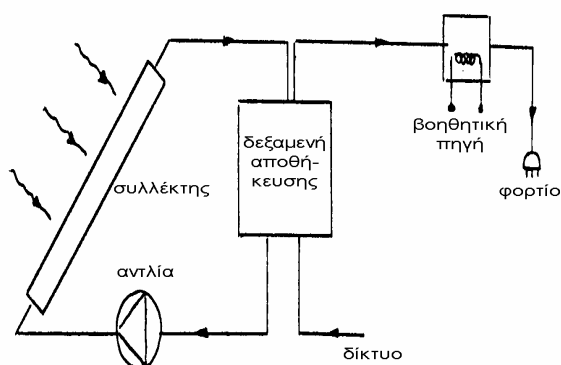 δεξαμενή
αποθή-
κευσης
βοηθητική
πηγή
συλλέκτης
φορτίο
αντλία
δίκτυο